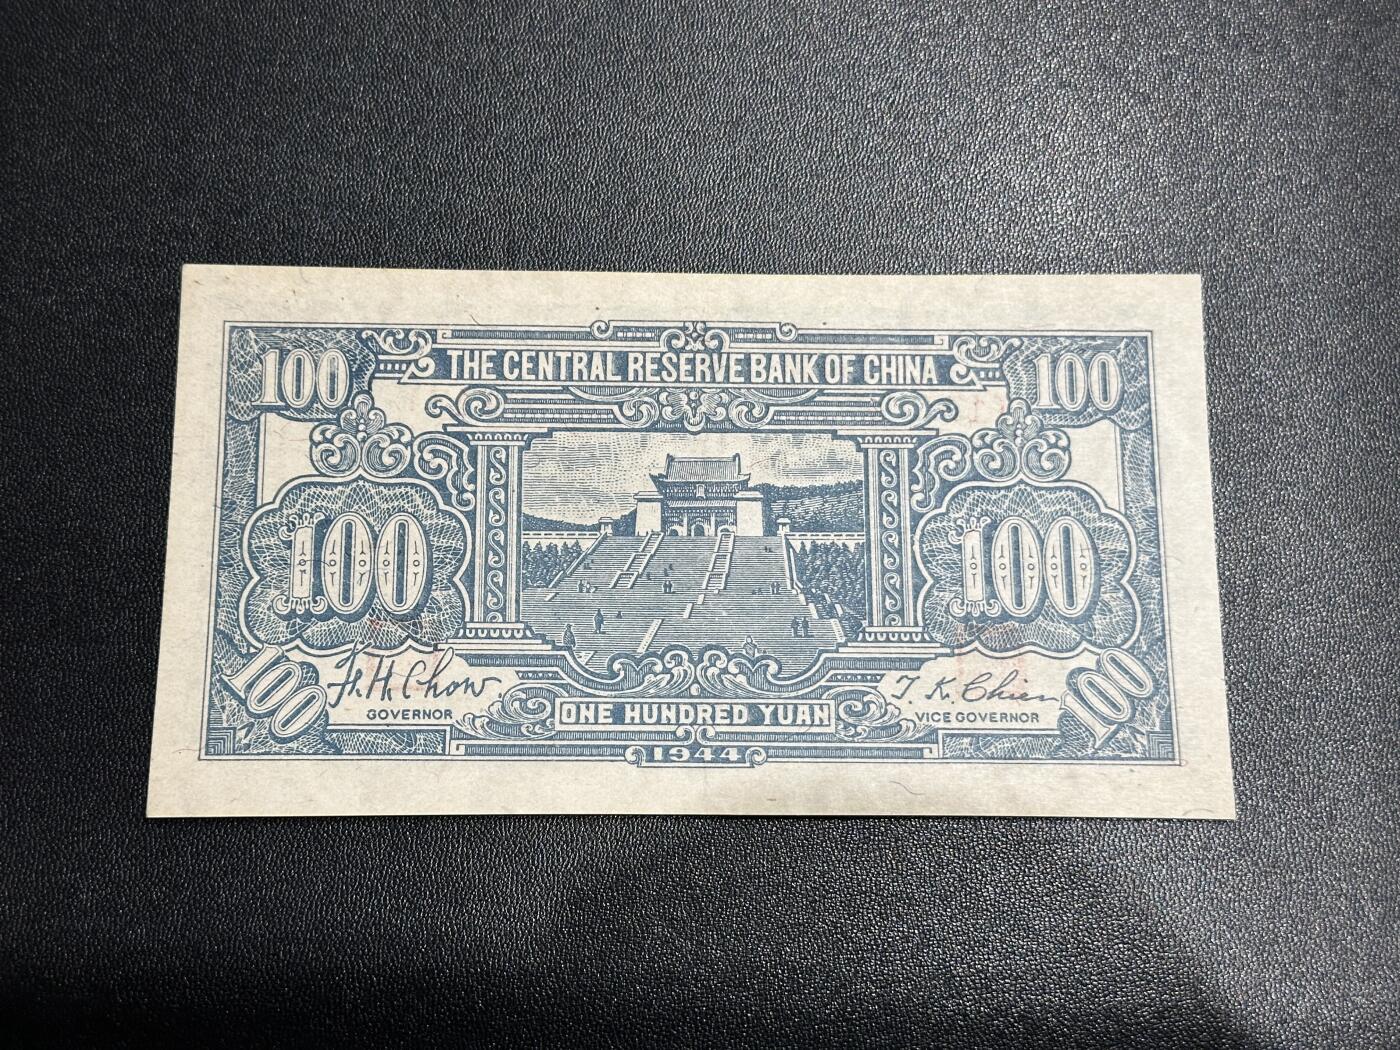 100 THE CENTRAL RESERVE BANK OF CHINA 100
100 100
100 F. H. Chow. T. K. Chien 100
GOVERNOR ONE HUNDRED YUAN VICE GOVERNOR
1944